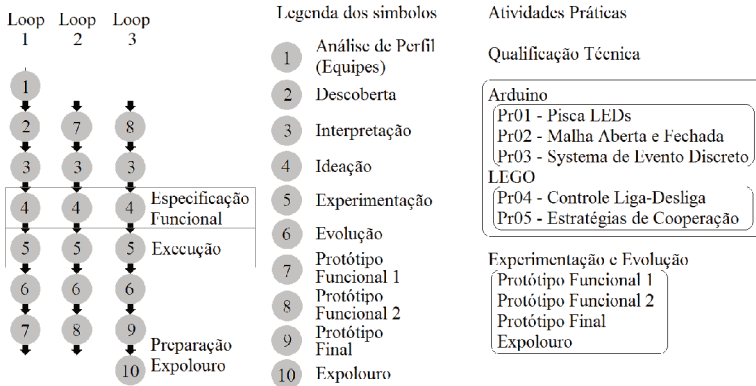 Loop Loop Loop
1 2 3
1
2 7 8
3 3 3
4 4 4
Especificação
Funcional
5 5 5
Execução
6 6 6
7 8 9
Preparação
Expolouro
10
Legenda dos simbolos
1 Análise de Perfil
(Equipes)
2 Descoberta
3 Interpretação
4 Ideação
5 Experimentação
6 Evolução
7 Protótipo
Funcional 1
8 Protótipo
Funcional 2
9 Protótipo
Final
10 Expolouro
Atividades Práticas
Qualificação Técnica
Arduino
Pr01 - Pisca LEDs
Pr02 - Malha Aberta e Fechada
Pr03 - Systema de Evento Discreto
LEGO
Pr04 - Controle Liga-Desliga
Pr05 - Estratégias de Cooperação
Experimentação e Evolução
Protótipo Funcional 1
Protótipo Funcional 2
Protótipo Final
Expolouro